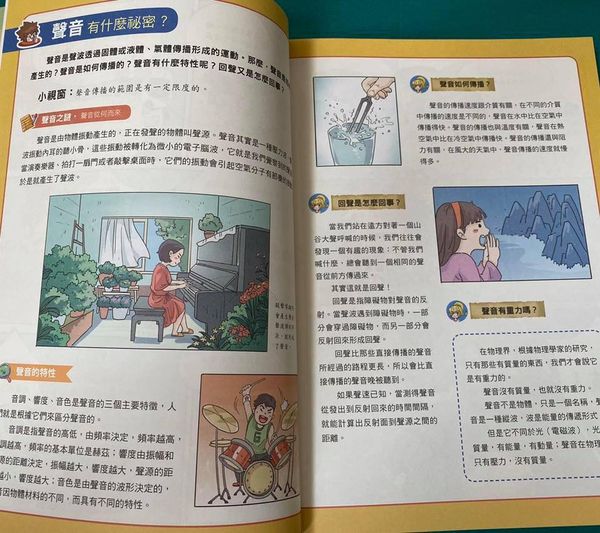 聲音有什麼祕密？
聲音是聲波透過固體或液體、氣體傳播形成的運動。那麼，聲音是
產生的？聲音是如何傳播的？聲音有什麼特性呢？回聲又是怎麼回事？
小視窗：聲音傳播的範圍是有一定限度的。
聲音之謎，聲音從何而來
聲音是由物體振動產生的，正在發聲的物體叫聲源。聲音其實是一種壓力
波振動內耳的聽小骨，這些振動被轉化為微小的電子腦波，它就是我們覺察到的
當演奏樂器、拍打一扇門或者敲擊桌面時，它們的振動會引起空氣分子有節奏的
於是就產生了聲波。
聲音的特性
音調、響度、音色是聲音的三個主要特徵，人
們就是根據它們來區分聲音的。
音調是指聲音的高低，由頻率決定，頻率越高，
調越高，頻率的基本單位是赫茲；響度由振幅和
的距離決定，振幅越大，響度越大，聲源的距
越小，響度越大；音色是由聲音的波形決定的，
音因物體材料的不同，而具有不同的特性。
聲音如何傳播？
聲音的傳播速度跟介質有關，在不同的介質
中傳播的速度是不同的，聲音在水中比在空氣中
傳播得快。聲音的傳播也與溫度有關，聲音在熱
空氣中比在冷空氣中傳播快。聲音的傳播還與阻
力有關，在風大的天氣中，聲音傳播的速度就慢
得多。
回聲是怎麼回事？
當我們站在遠方對著一個山
谷大聲呼喊的時候，我們往往會
發現一個有趣的現象：不管我們
喊什麼，總會聽到一個相同的聲
音從前方傳過來。
其實這就是回聲！
回聲是指障礙物對聲音的反
射。當聲波遇到障礙物時，一部
分會穿過障礙物，而另一部分會
反射回來形成回聲。
回聲比那些直接傳播的聲音
所經過的路程更長，所以會比直
接傳播的聲音晚被聽到。
如果聲速已知，當測得聲音
從發出到反射回來的時間間隔，
就能計算出反射面到聲源之間的
距離。
聲音有重力嗎？
在物理界，根據物理學家的研究，
只有那些有質量的東西，我們才會說它
是有重力的。
聲音沒有質量，也就沒有重力。
聲音不是物體，只是一個名稱，聲
音是一種縱波，波是能量的傳遞形式
但是它不同於光（電磁波），光
質量，有能量，有動量；聲音在物理
只有壓力，沒有質量。